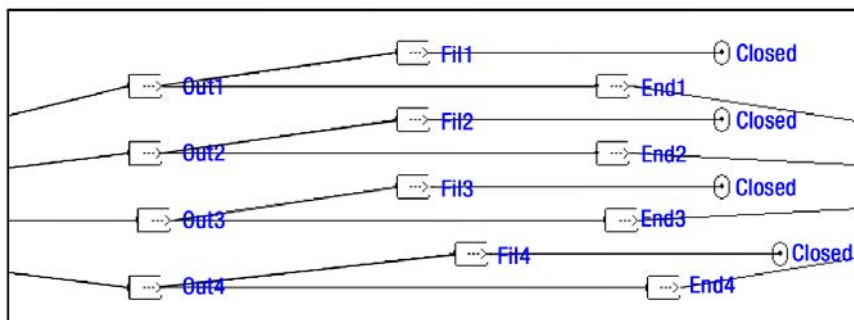 Fil1 Closed
Out1 End1
Fil2 Closed
Out2 End2
Fil3 Closed
Out3 End3
Fil4 Closed
Out4 End4